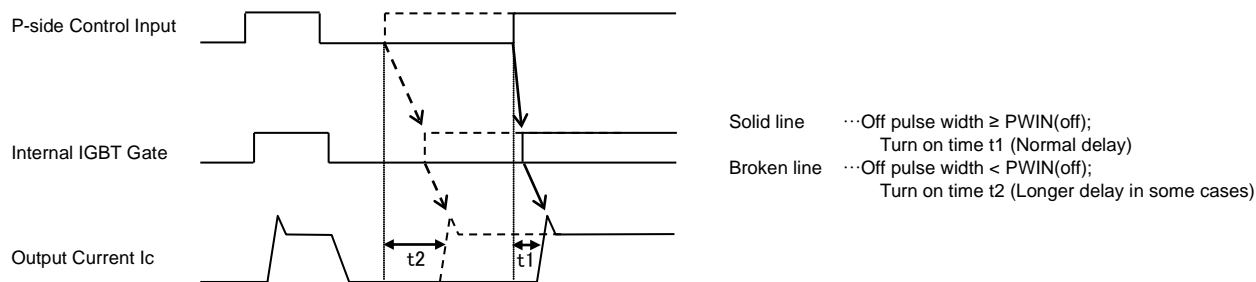 P-side Control Input
Internal IGBT Gate
Output Current Ic
t2
t1
Solid line …Off pulse width ≥ PWIN(off);
Turn on time t1 (Normal delay)
Broken line …Off pulse width < PWIN(off);
Turn on time t2 (Longer delay in some cases)